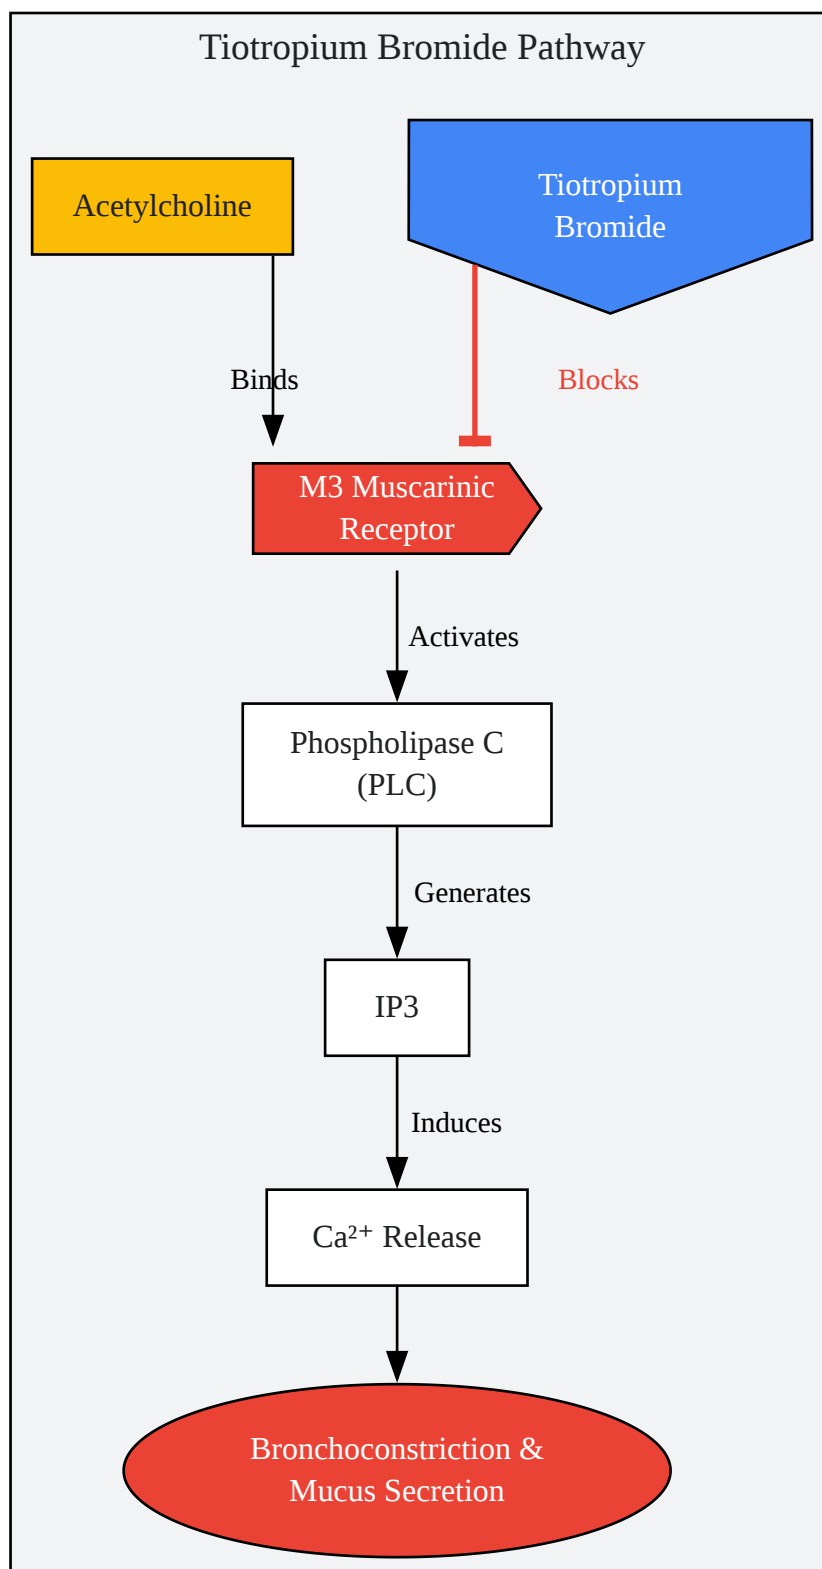 Tiotropium Bromide Pathway
Acetylcholine
Tiotropium
Bromide
Binds
Blocks
M3 Muscarinic
Receptor
Activates
Phospholipase C
(PLC)
Generates
IP3
Induces
Ca²⁺ Release
Bronchoconstriction &
Mucus Secretion